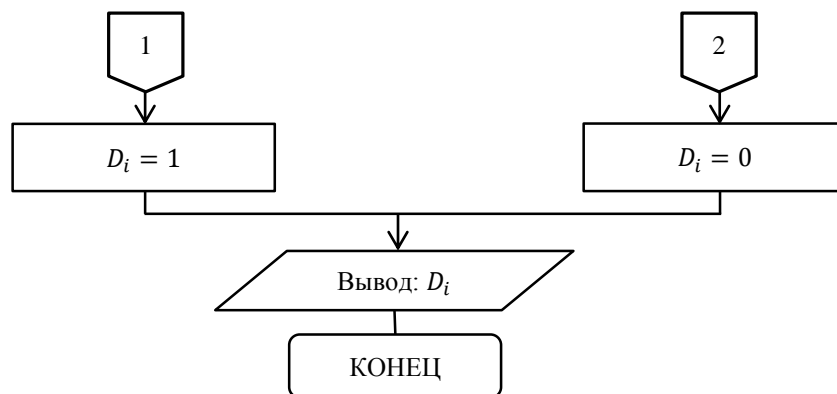 1
2
D_i = 1
D_i = 0
Вывод: D_i
КОНЕЦ